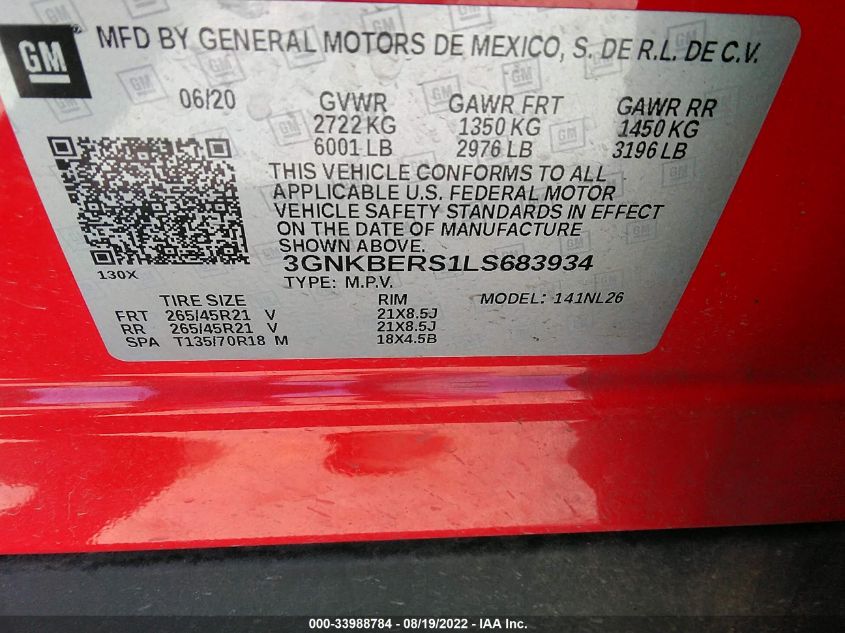 GM
MFD BY GENERAL MOTORS DE MEXICO, S. DE R.L. DE C.V.
06/20 GVWR GAWR FRT GAWR RR
2722 KG 1350 KG 1450 KG
6001 LB 2976 LB 3196 LB
THIS VEHICLE CONFORMS TO ALL
APPLICABLE U.S. FEDERAL MOTOR
VEHICLE SAFETY STANDARDS IN EFFECT
ON THE DATE OF MANUFACTURE
SHOWN ABOVE.
3GNKBERS1LS683934
130X
TYPE: M.P.V.
TIRE SIZE RIM MODEL: 141NL26
FRT 265/45R21 V 21X8.5J
RR 265/45R21 V 21X8.5J
SPA T135/70R18 M 18X4.5B
000-33988784 - 08/19/2022 - IAA Inc.